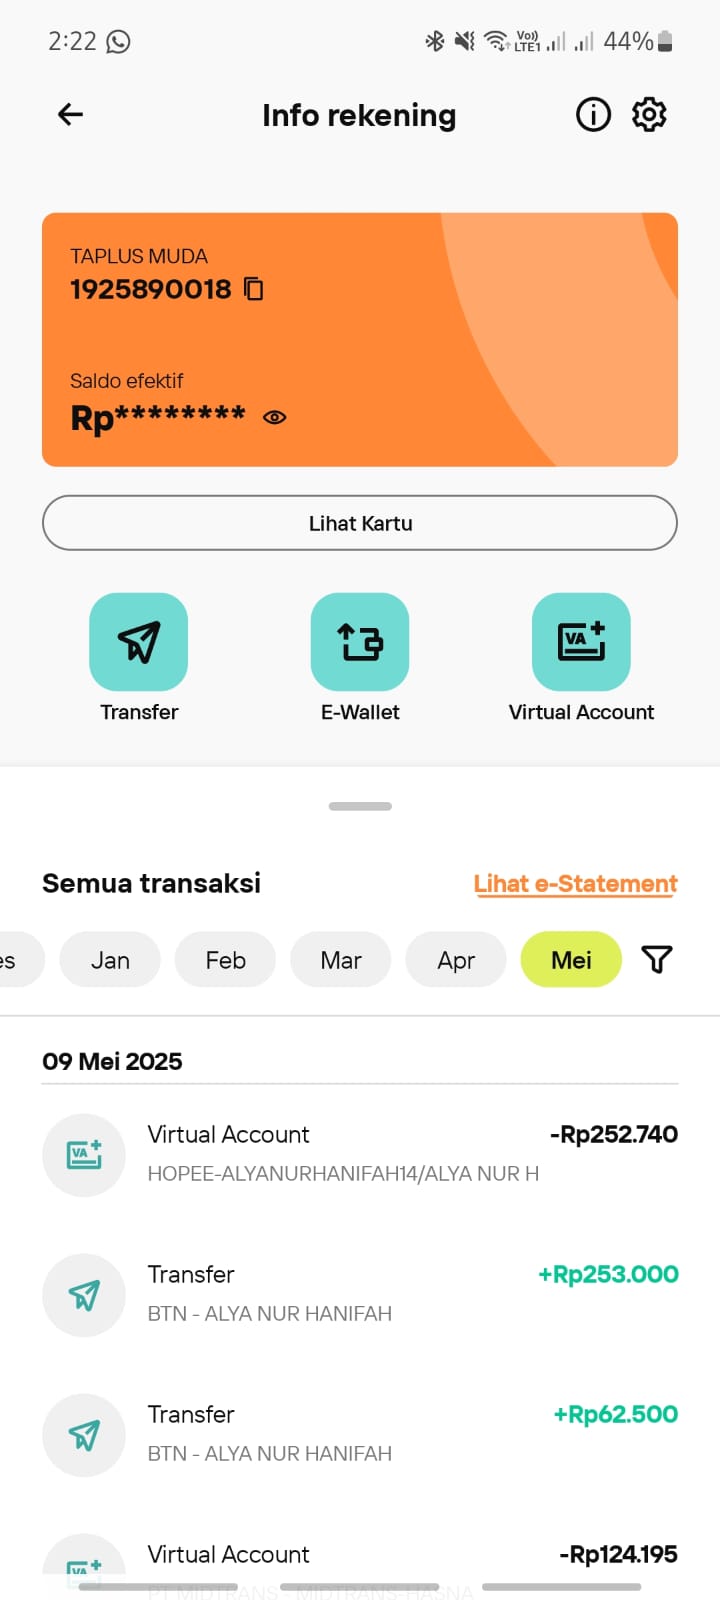 2:22
Vo))
LTE1
44%
Info rekening
TAPLUS MUDA
1925890018
Saldo efektif
Rp********
Lihat Kartu
Transfer
E-Wallet
Virtual Account
Semua transaksi
Lihat e-Statement
es
Jan
Feb
Mar
Apr
Mei
09 Mei 2025
VA
Virtual Account
-Rp252.740
HOPEE-ALYANURHANIFAH14/ALYA NUR H
Transfer
+Rp253.000
BTN - ALYA NUR HANIFAH
Transfer
+Rp62.500
BTN - ALYA NUR HANIFAH
VA
Virtual Account
-Rp124.195
PT MIDTRANS - MIDTRANS-HASNA